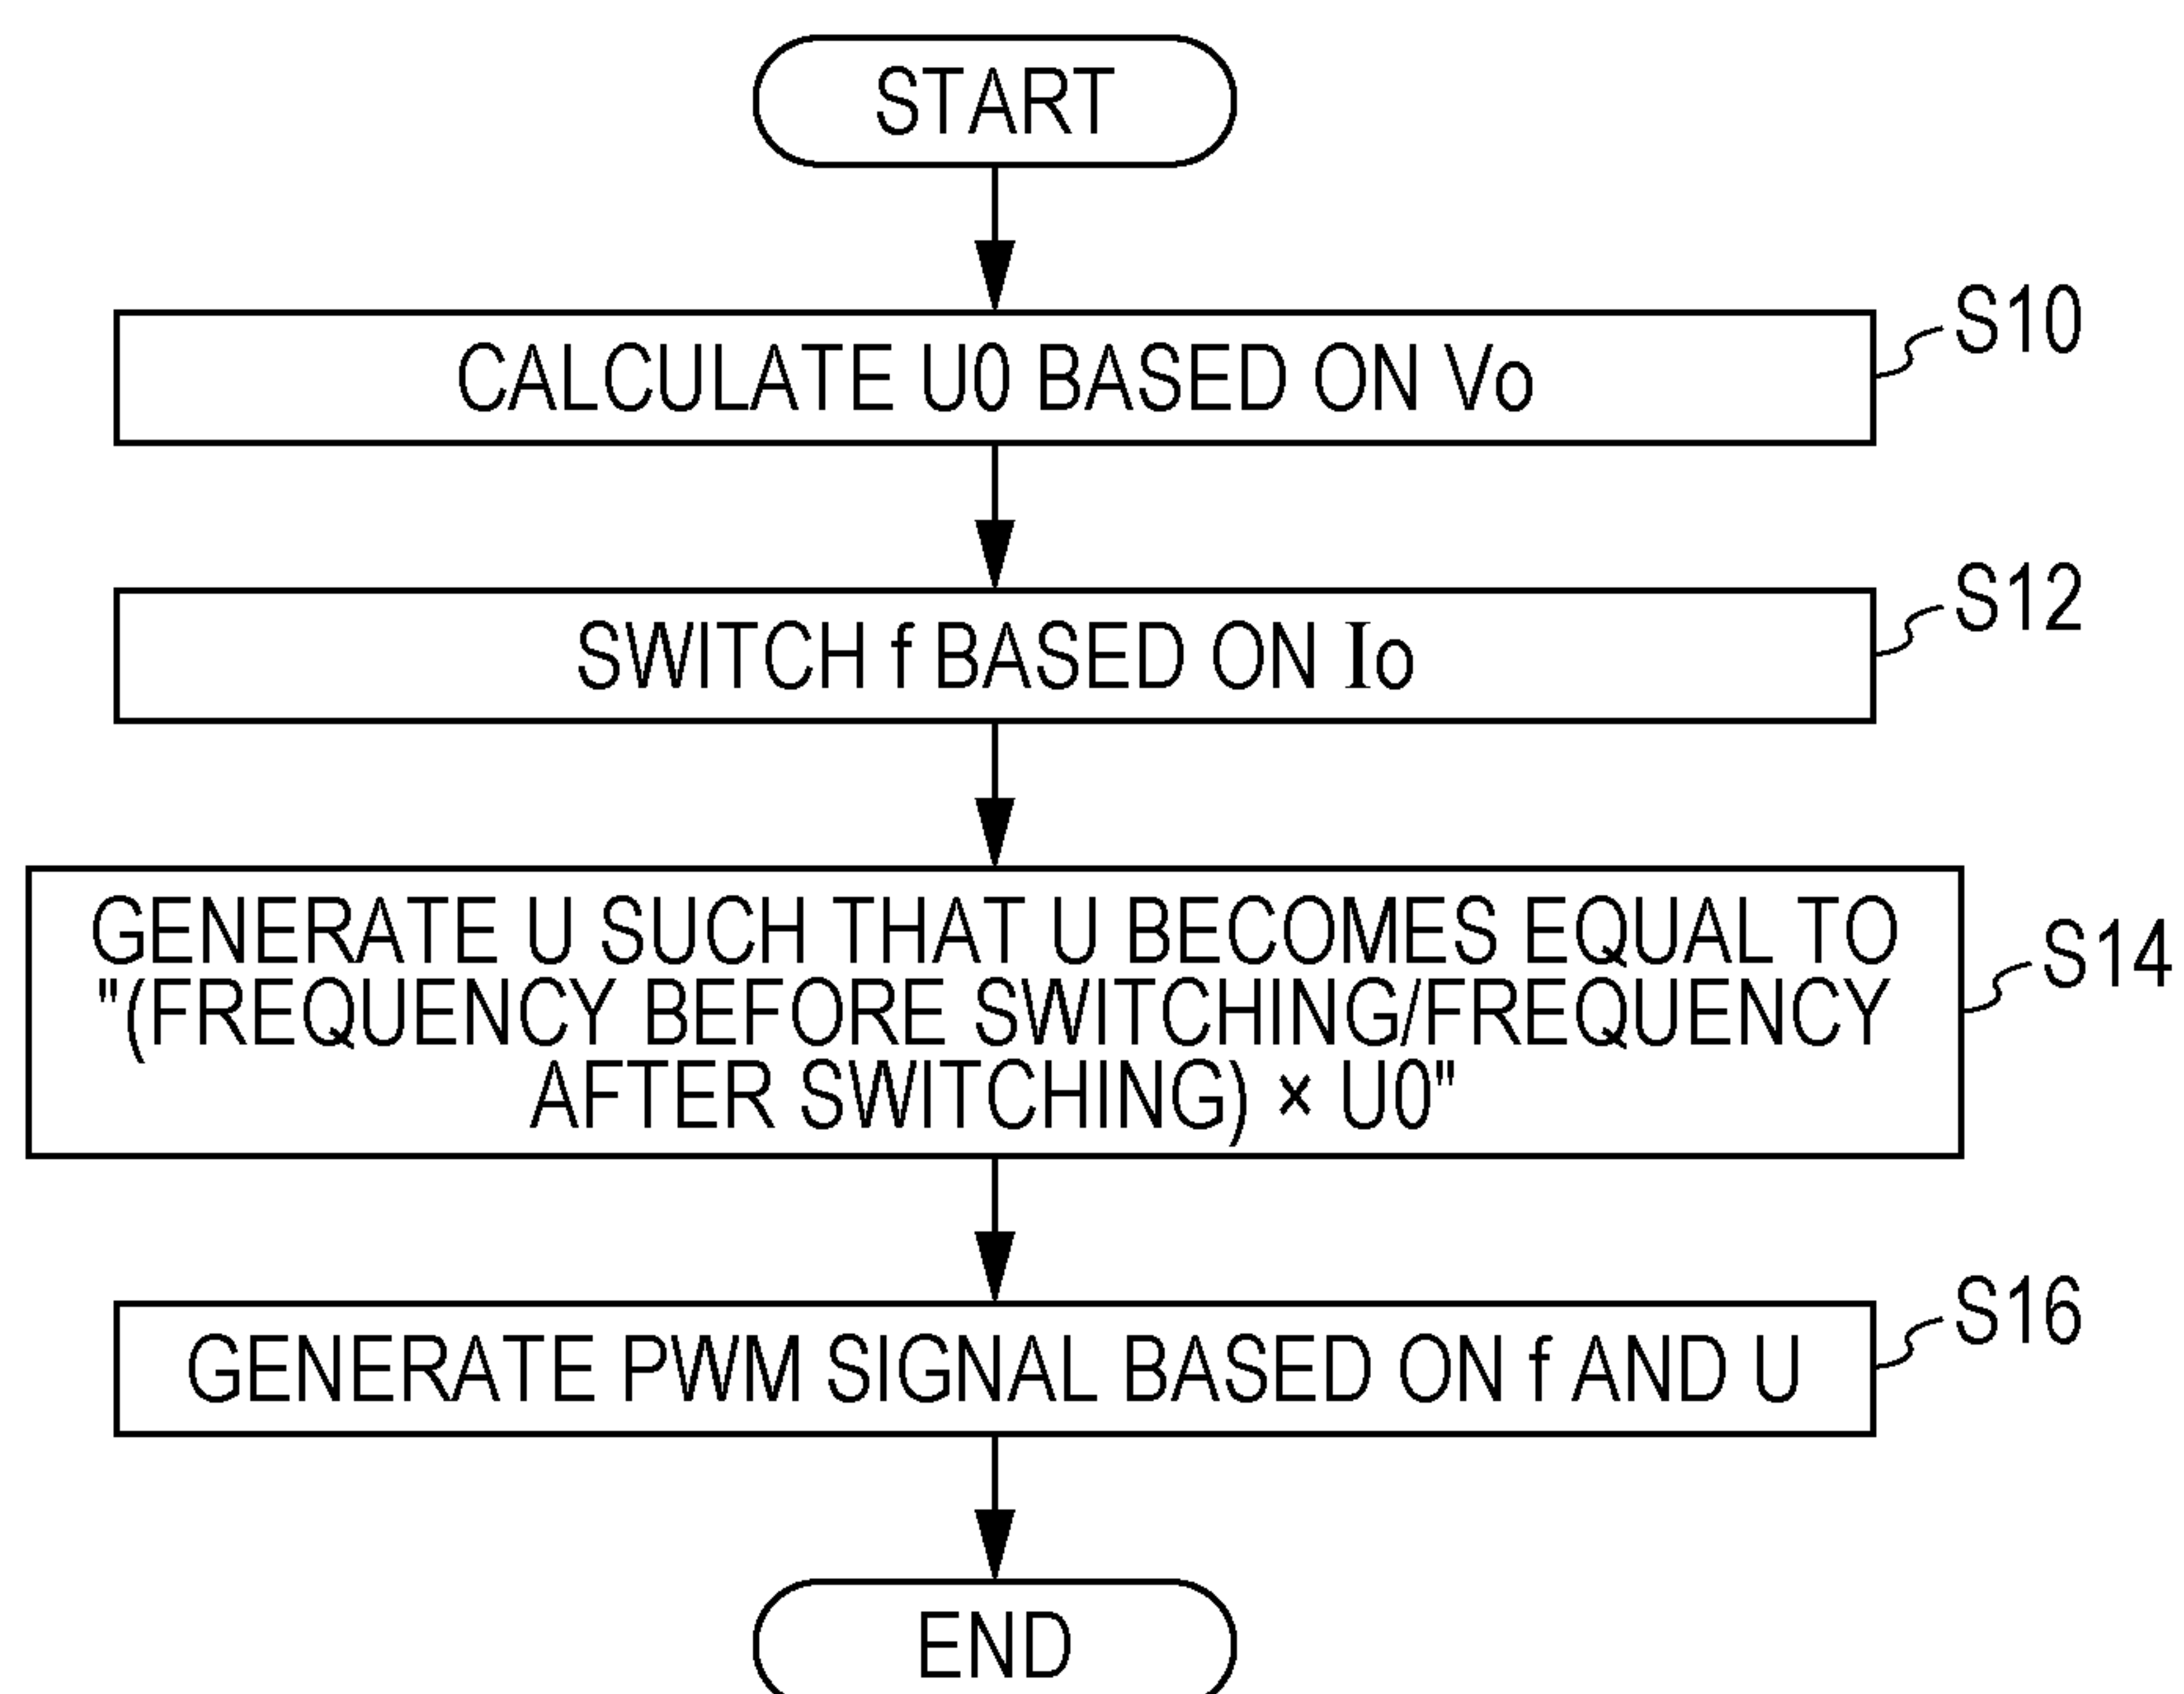 START
S10
CALCULATE U0 BASED ON Vo
S12
SWITCH f BASED ON Io
GENERATE U SUCH THAT U BECOMES EQUAL TO
S14
"(FREQUENCY BEFORE SWITCHING/FREQUENCY
AFTER SWITCHING) × U0"
S16
GENERATE PWM SIGNAL BASED ON f AND U
END